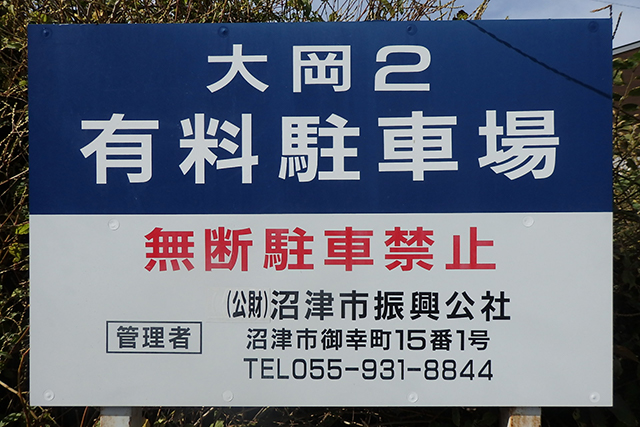 大岡2
有料駐車場
無断駐車禁止
(公財)沼津市振興公社
管理者 沼津市御幸町15番1号
TEL055-931-8844